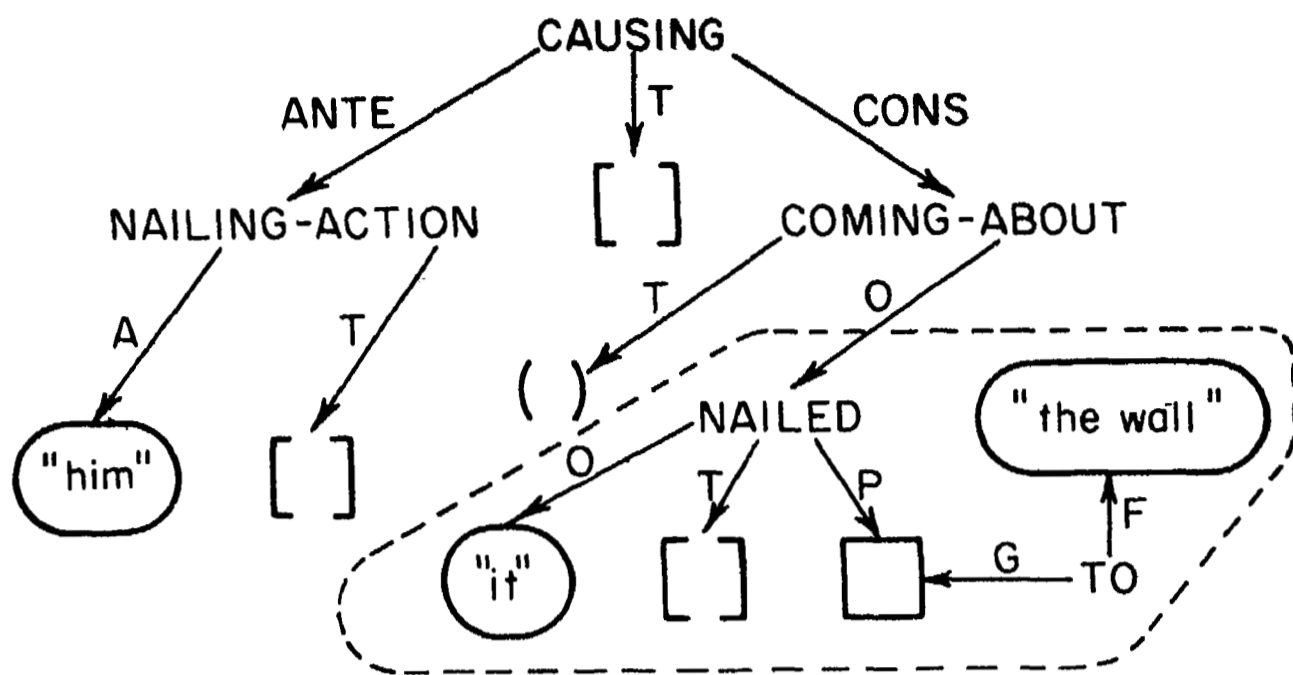 CAUSING
ANTE T CONS
[ ]
NAILING-ACTION COMING-ABOUT
A T T O
( )
NAILED "the wall"
"him" [ ] O T P F
"it" [ ] G TO